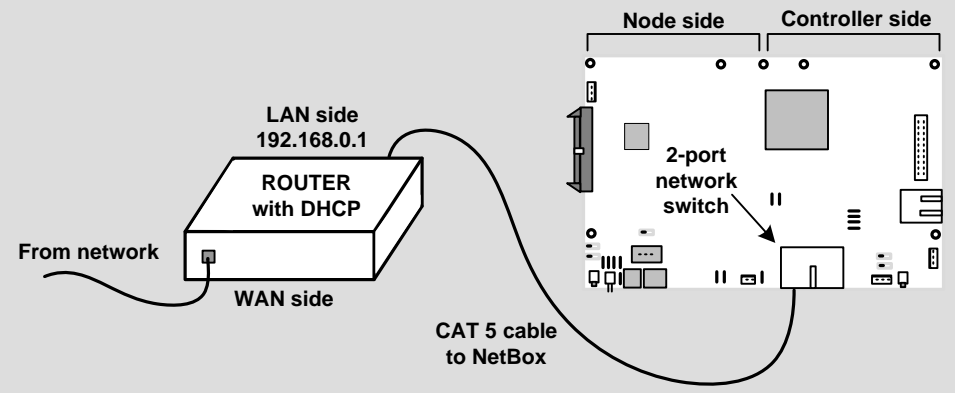 Node side
Controller side
LAN side
192.168.0.1
ROUTER
with DHCP
2-port
network
switch
From network
WAN side
CAT 5 cable
to NetBox